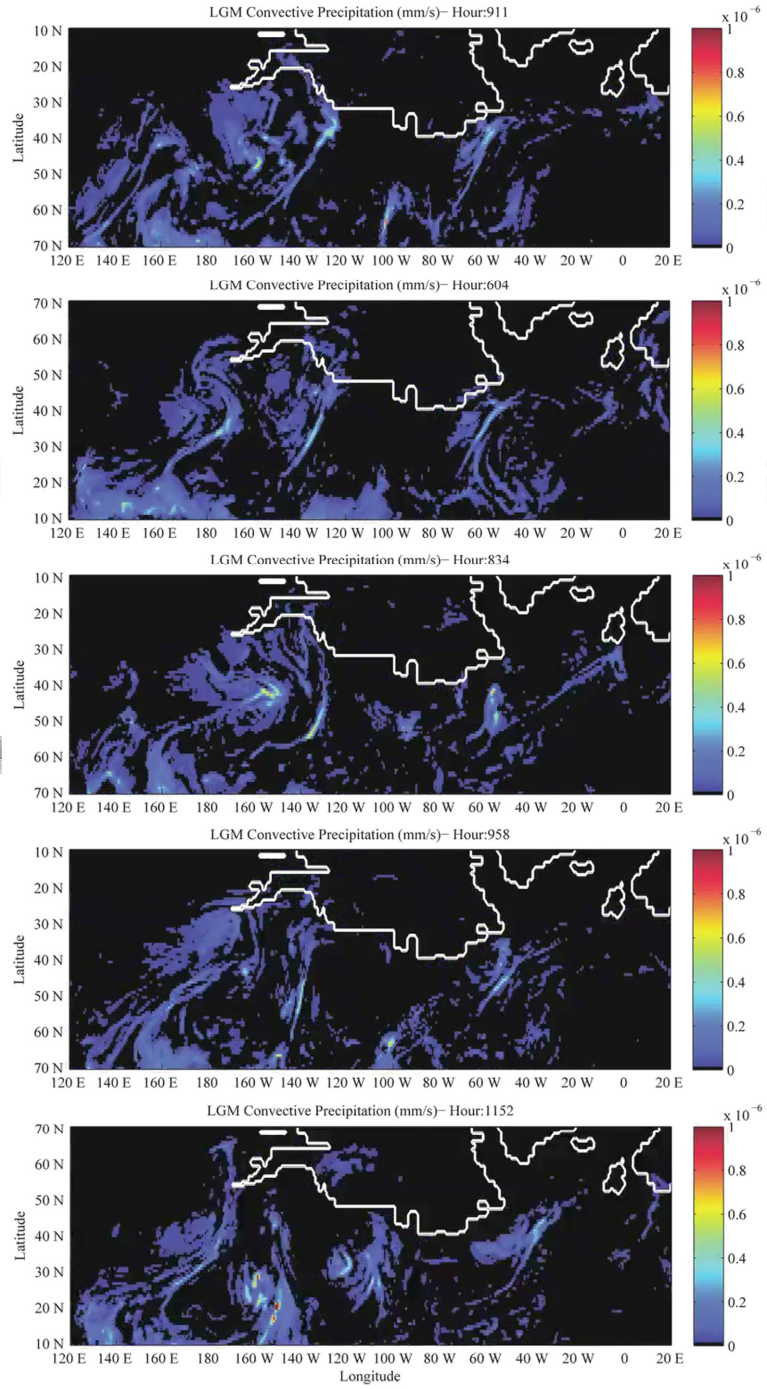 LGM Convective Precipitation (mm/s)− Hour:911
x 10⁻⁶
10 N
20 N
30 N
40 N
50 N
60 N
70 N
Latitude
1
0.8
0.6
0.4
0.2
0
120 E 140 E 160 E 180 160 W 140 W 120 W 100 W 80 W 60 W 40 W 20 W 0 20 E
LGM Convective Precipitation (mm/s)− Hour:604
x 10⁻⁶
70 N
60 N
50 N
40 N
30 N
20 N
10 N
Latitude
1
0.8
0.6
0.4
0.2
0
120 E 140 E 160 E 180 160 W 140 W 120 W 100 W 80 W 60 W 40 W 20 W 0 20 E
LGM Convective Precipitation (mm/s)− Hour:834
x 10⁻⁶
10 N
20 N
30 N
40 N
50 N
60 N
70 N
Latitude
1
0.8
0.6
0.4
0.2
0
120 E 140 E 160 E 180 160 W 140 W 120 W 100 W 80 W 60 W 40 W 20 W 0 20 E
LGM Convective Precipitation (mm/s)− Hour:958
x 10⁻⁶
10 N
20 N
30 N
40 N
50 N
60 N
70 N
Latitude
1
0.8
0.6
0.4
0.2
0
120 E 140 E 160 E 180 160 W 140 W 120 W 100 W 80 W 60 W 40 W 20 W 0 20 E
LGM Convective Precipitation (mm/s)− Hour:1152
x 10⁻⁶
70 N
60 N
50 N
40 N
30 N
20 N
10 N
Latitude
1
0.8
0.6
0.4
0.2
0
120 E 140 E 160 E 180 160 W 140 W 120 W 100 W 80 W 60 W 40 W 20 W 0 20 E
Longitude